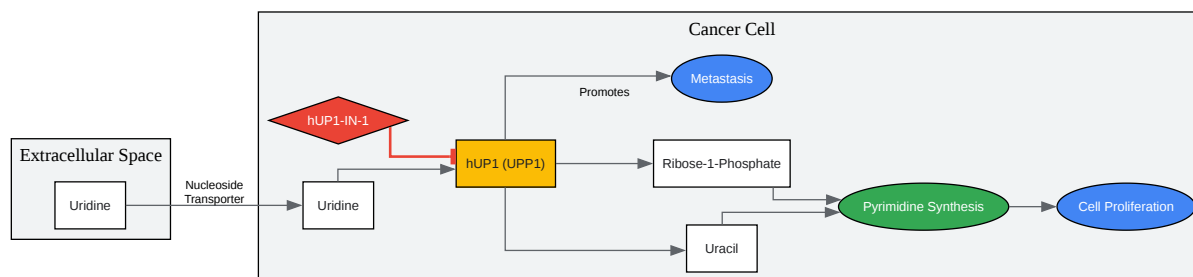 Cancer Cell
Metastasis
Promotes
hUP1-IN-1
Extracellular Space
hUP1 (UPP1)
Ribose-1-Phosphate
Nucleoside
Transporter
Uridine
Uridine
Pyrimidine Synthesis
Cell Proliferation
Uracil